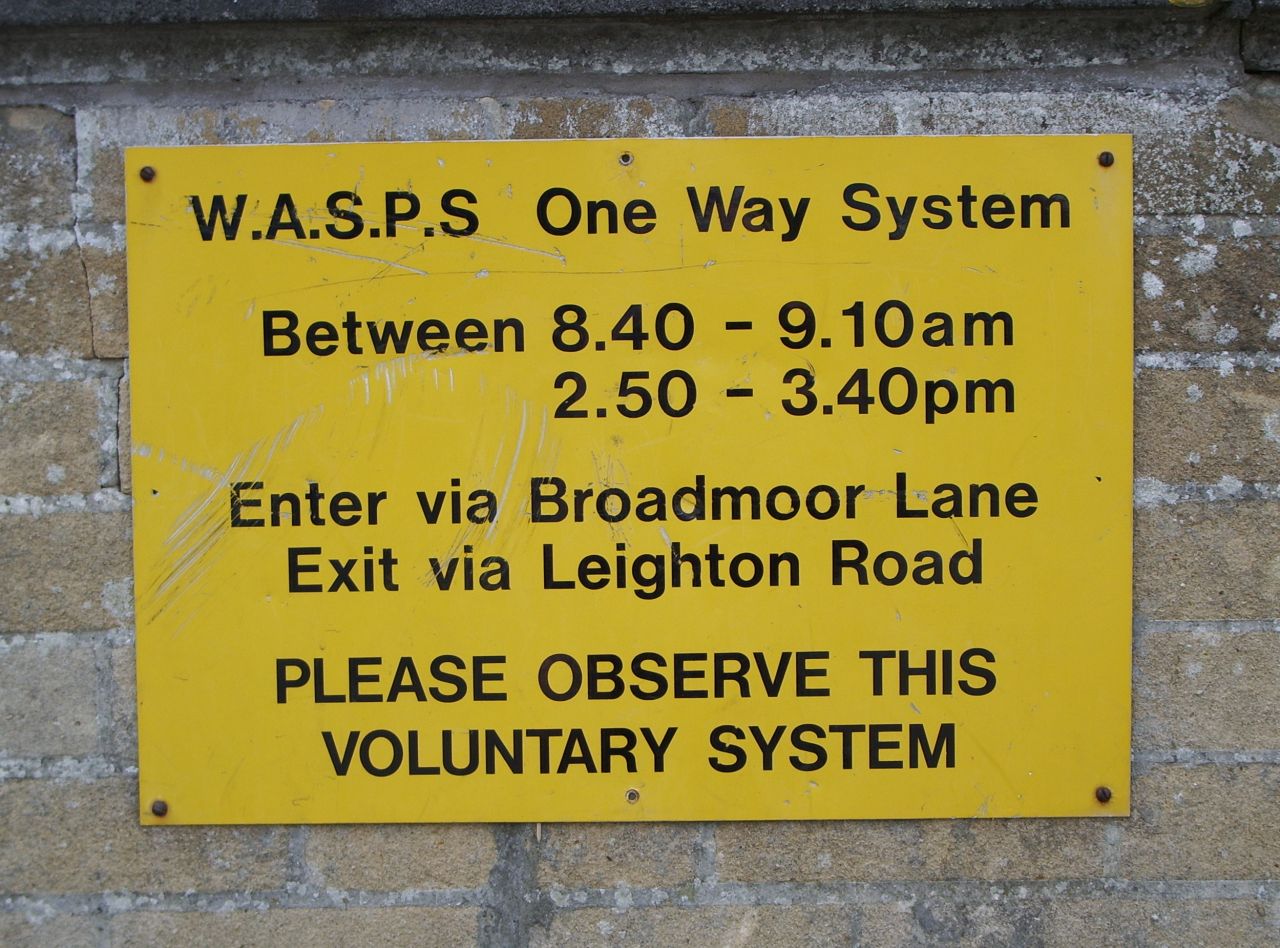 W.A.S.P.S One Way System
Between 8.40 - 9.10am
2.50 - 3.40pm
Enter via Broadmoor Lane
Exit via Leighton Road
PLEASE OBSERVE THIS
VOLUNTARY SYSTEM